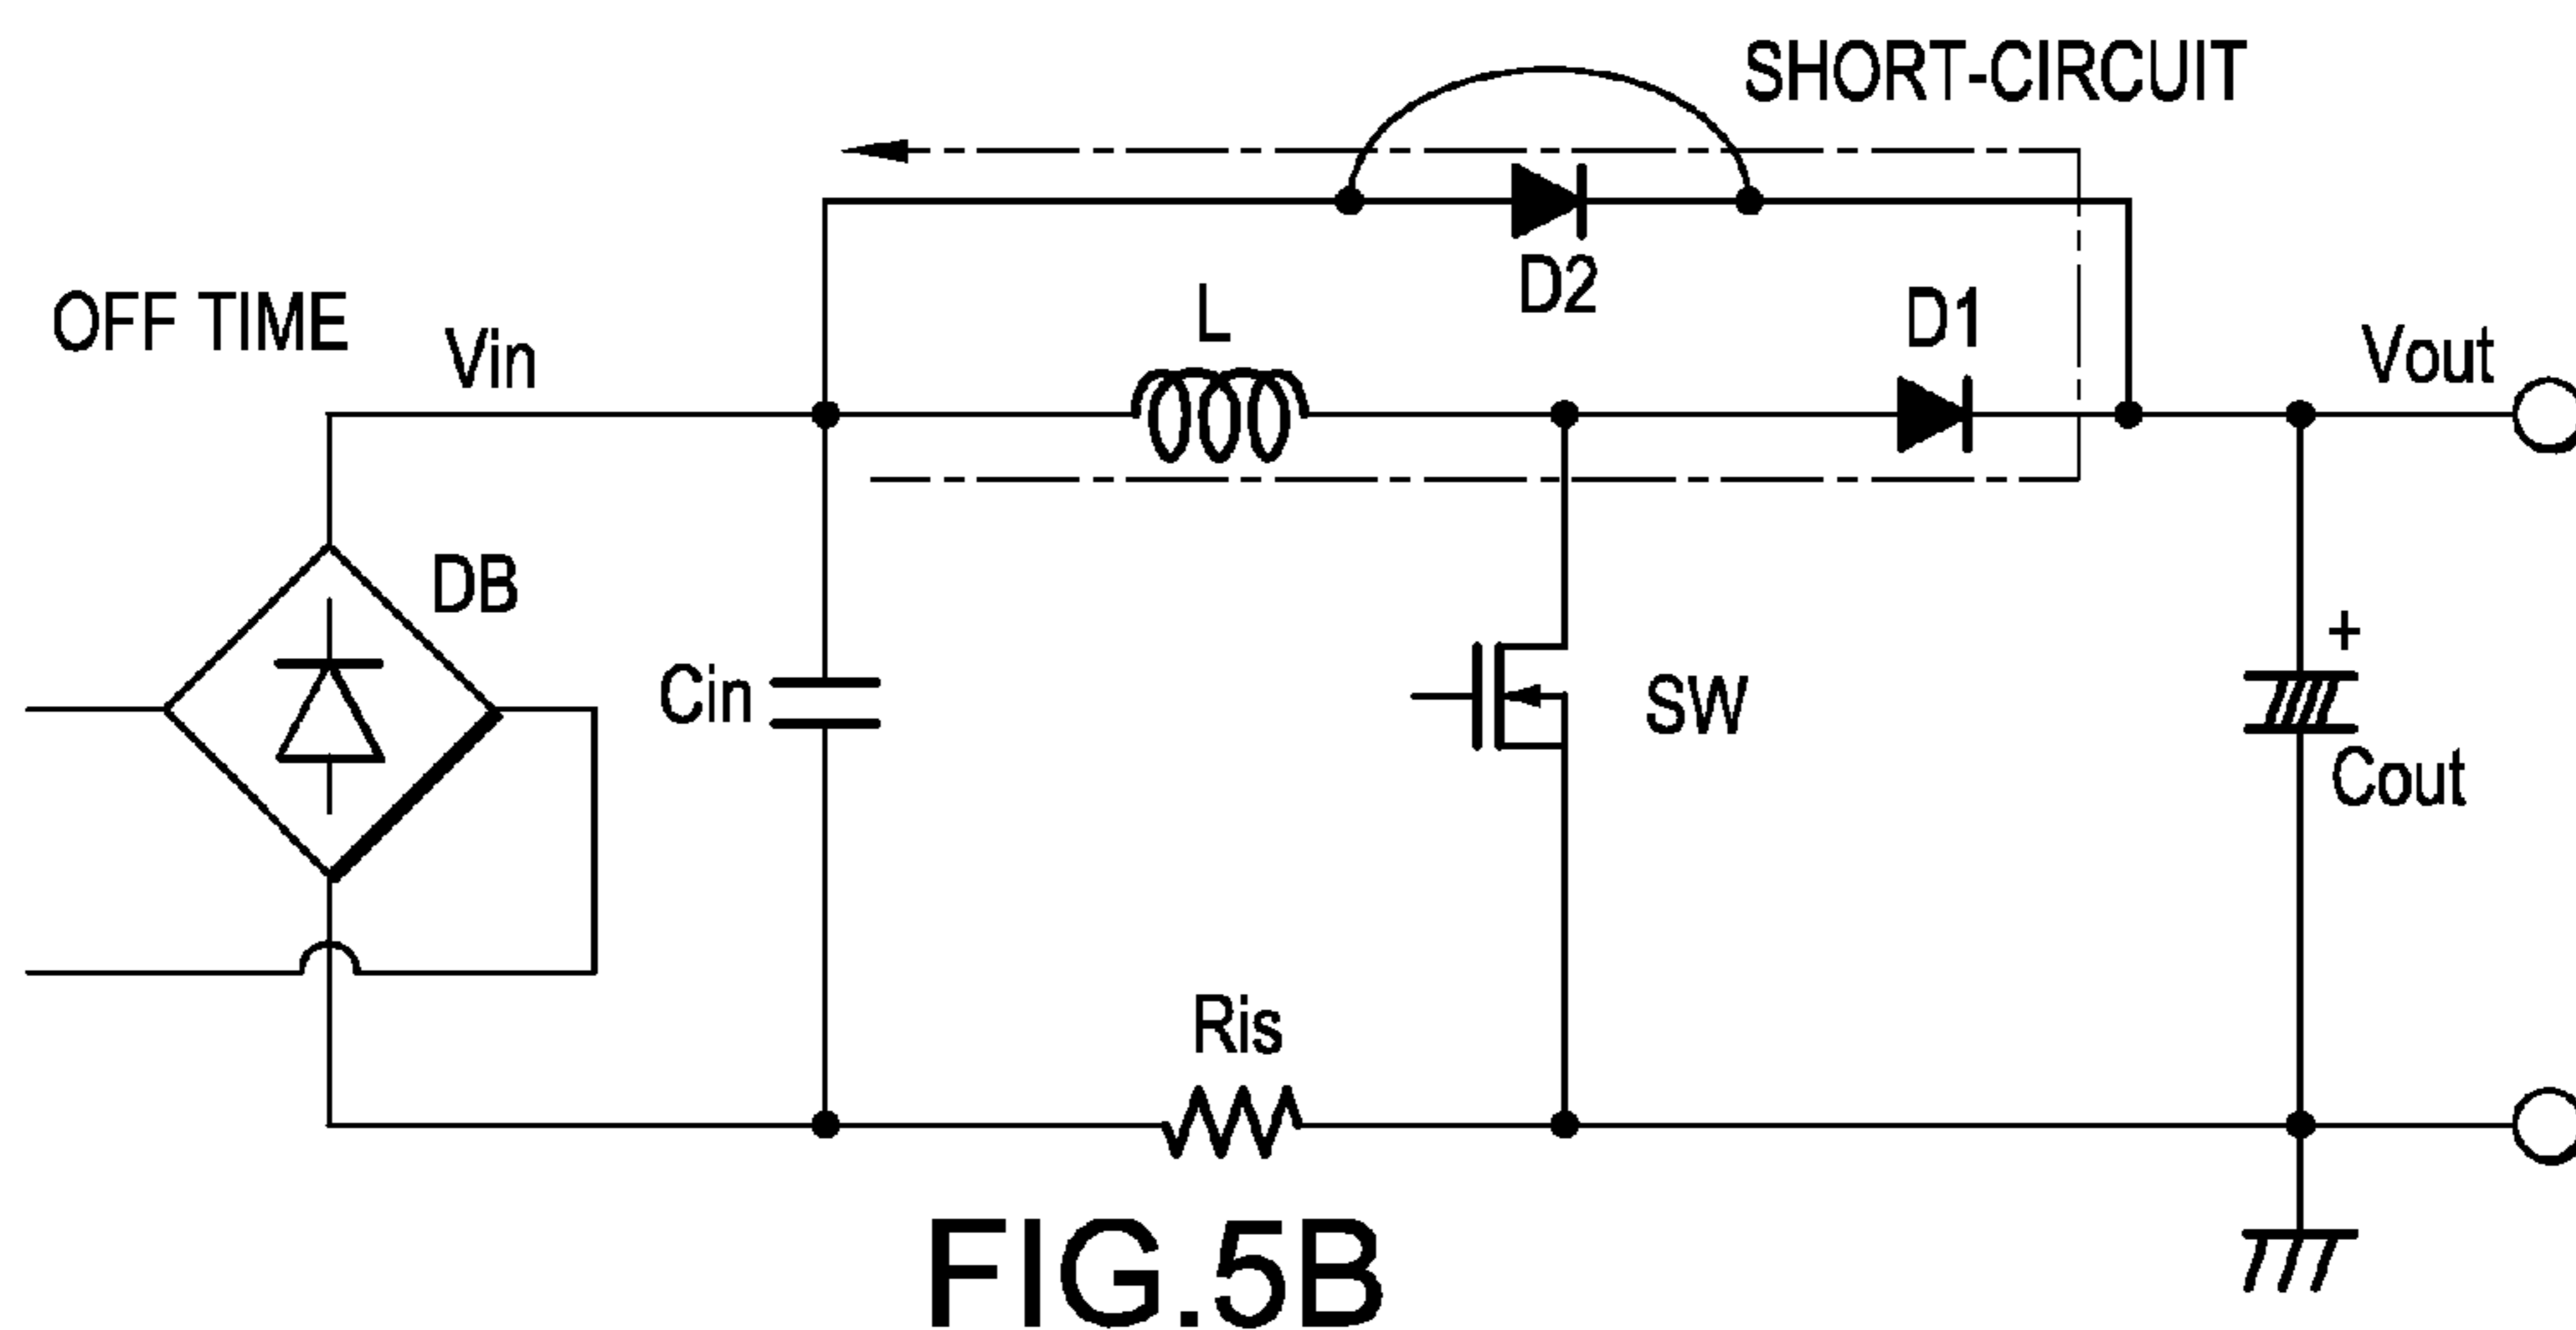 SHORT-CIRCUIT
D2
OFF TIME
Vin
L
D1
Vout
DB
Cin
SW
+
Cout
Ris
FIG.5B